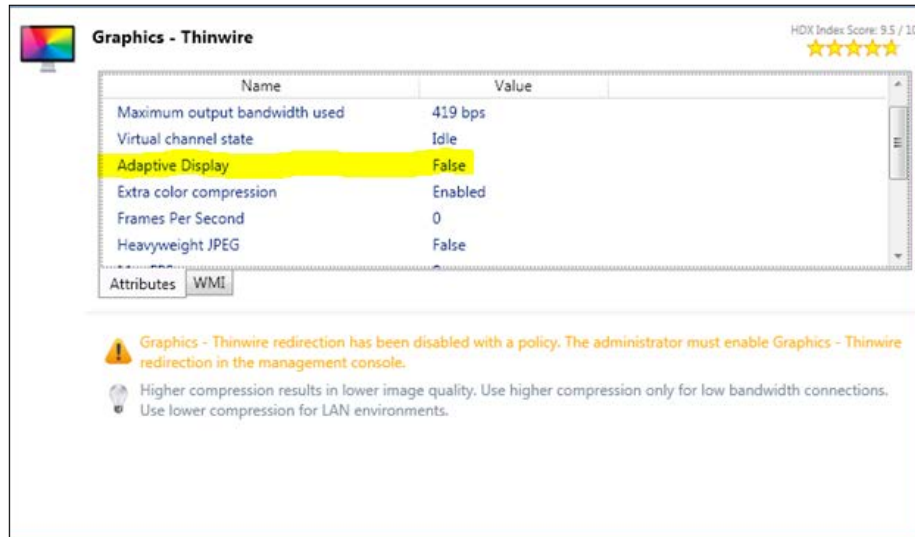 Graphics - Thinwire
HDX Index Score: 9.5 / 10
Name Value
Maximum output bandwidth used 419 bps
Virtual channel state Idle
Adaptive Display False
Extra color compression Enabled
Frames Per Second 0
Heavyweight JPEG False
Attributes WMI
Graphics - Thinwire redirection has been disabled with a policy. The administrator must enable Graphics - Thinwire
redirection in the management console.
Higher compression results in lower image quality. Use higher compression only for low bandwidth connections.
Use lower compression for LAN environments.